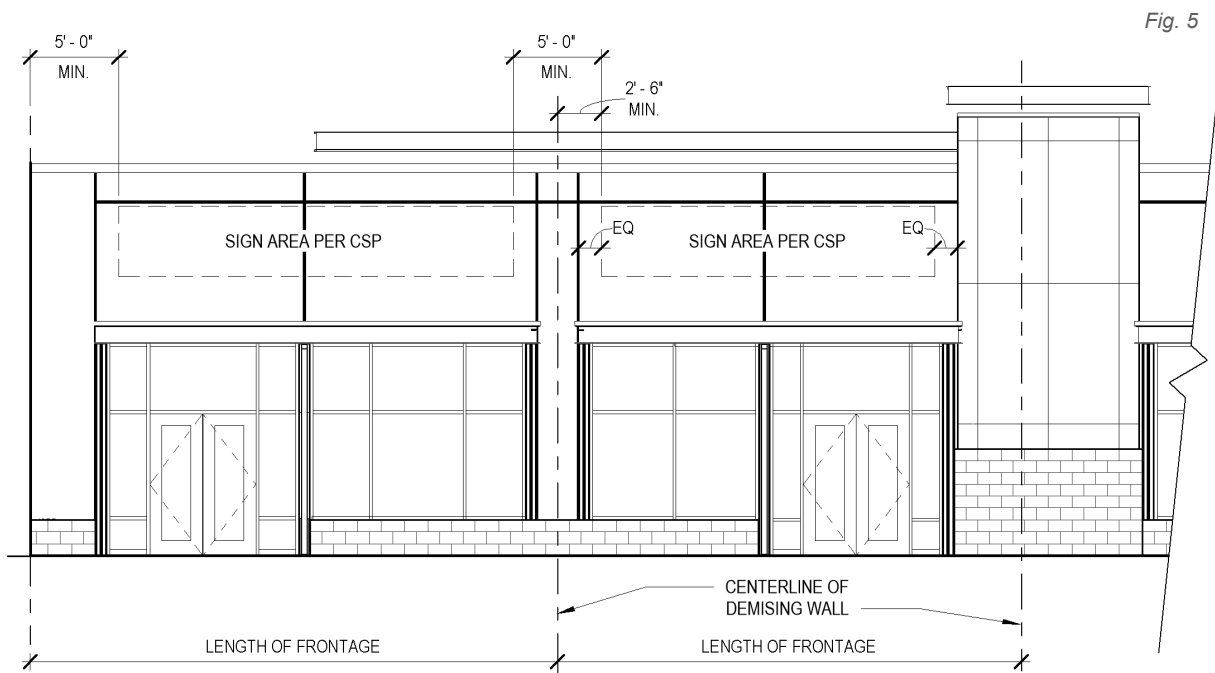 Fig. 5
5' - 0"
MIN.
5' - 0"
MIN.
2' - 6"
MIN.
SIGN AREA PER CSP
EQ
SIGN AREA PER CSP
EQ
CENTERLINE OF
DEMISING WALL
LENGTH OF FRONTAGE
LENGTH OF FRONTAGE